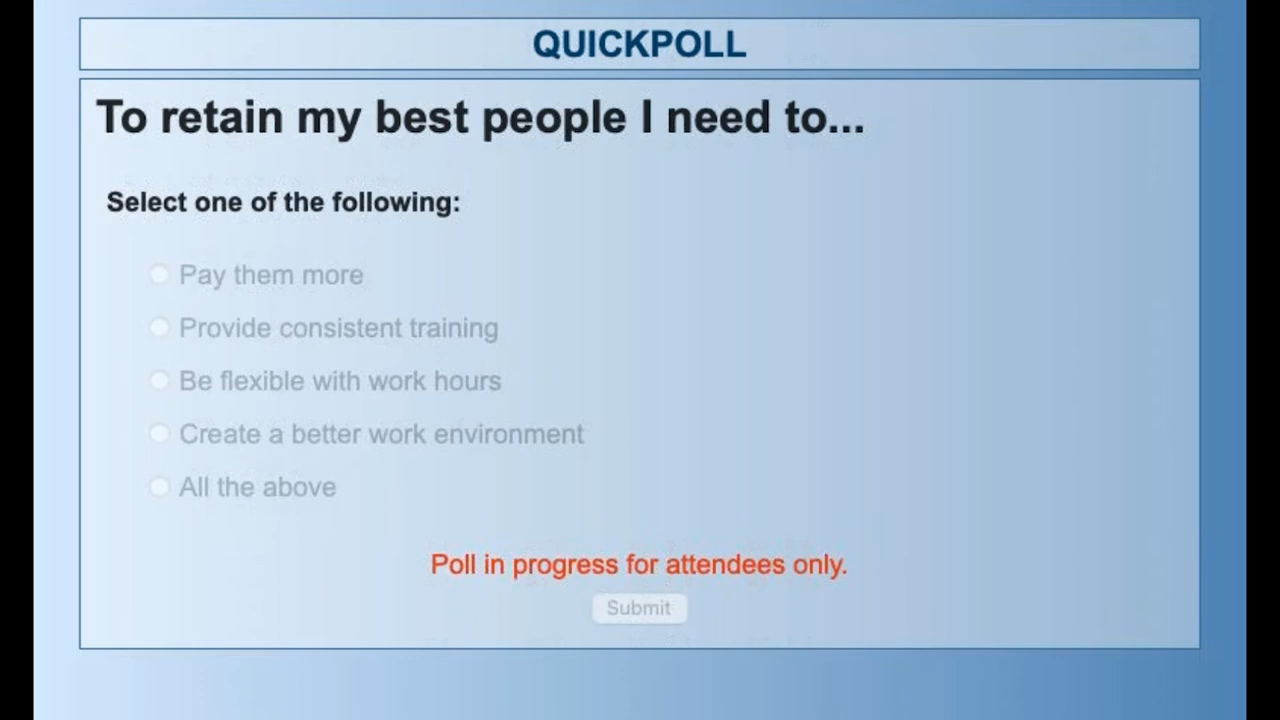 QUICKPOLL
To retain my best people I need to...
Select one of the following:
Pay them more
Provide consistent training
Be flexible with work hours
Create a better work environment
All the above
Poll in progress for attendees only.
Submit